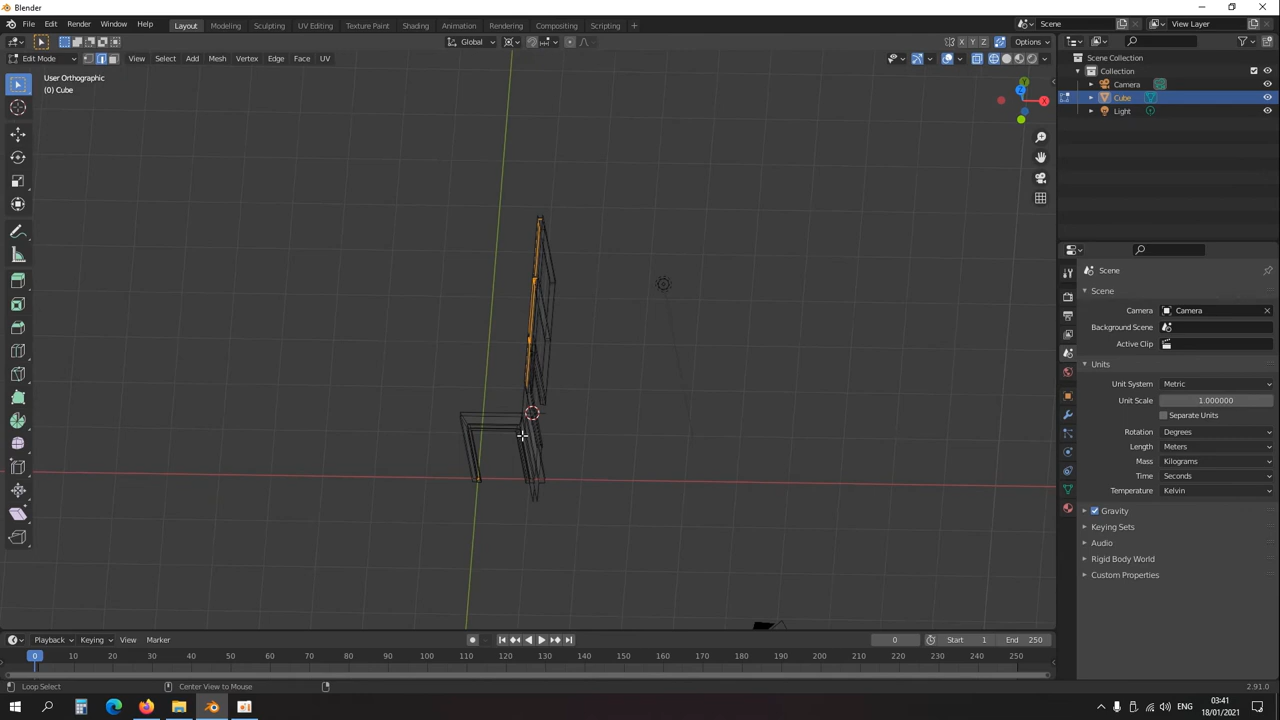 Blender
File Edit Render Window Help
Layout Modeling Sculpting UV Editing Texture Paint Shading Animation Rendering Compositing Scripting +
Scene
View Layer
Global
X Y Z
Options
Edit Mode
View Select Add Mesh Vertex Edge Face UV
User Orthographic
(0) Cube
Z
Y
X
Scene Collection
Collection
Camera
Cube
Light
Scene
Scene
Camera
Camera
Background Scene
Active Clip
Units
Unit System Metric
Unit Scale 1.000000
Separate Units
Rotation Degrees
Length Meters
Mass Kilograms
Time Seconds
Temperature Kelvin
Gravity
Keying Sets
Audio
Rigid Body World
Custom Properties
Playback Keying View Marker
0
Start 1 End 250
0 10 20 30 40 50 60 70 80 90 100 110 120 130 140 150 160 170 180 190 200 210 220 230 240 250
Loop Select
Center View to Mouse
2.91.0
ENG
03:41
18/01/2021